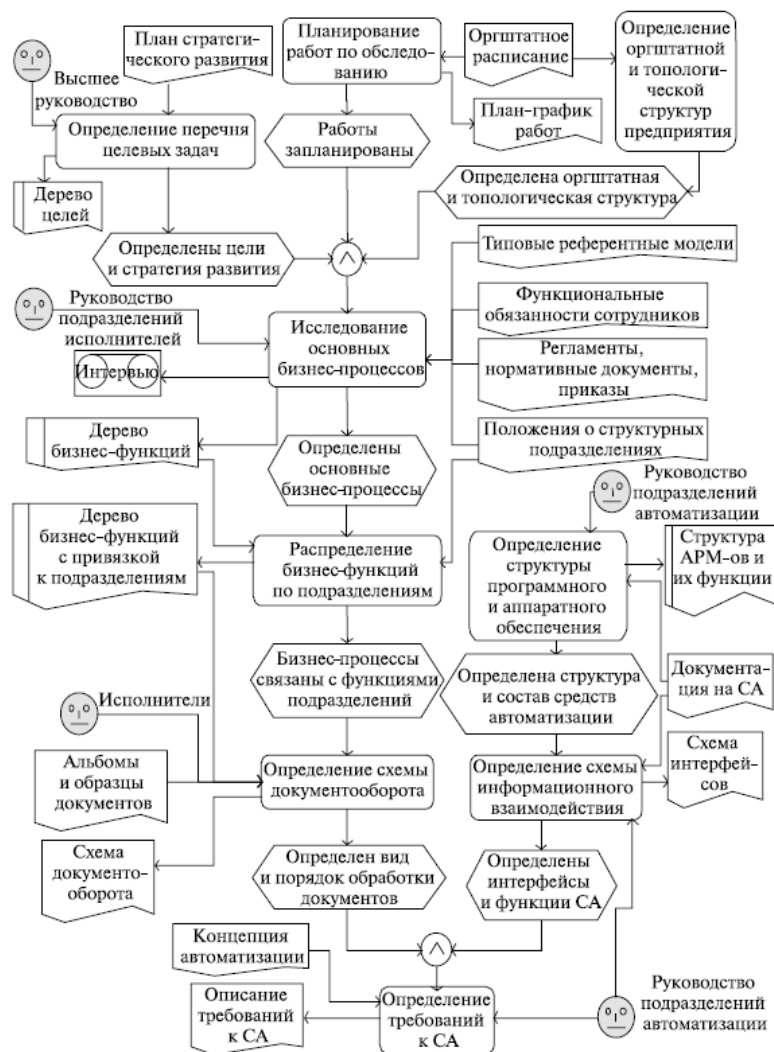 План стратеги-
ческого развития
Планирование
работ по обследо-
ванию
Оргштатное
расписание
Определение
оргштатной
и топологи-
ческой
структур
предприятия
Высшее
руководство
План-график
работ
Определение перечня
целевых задач
Работы
запланированы
Дерево
целей
Определена оргштатная
и топологическая структура
Определены цели
и стратегия развития
^
Типовые референтные модели
Руководство
подразделений
исполнителей
Исследование
основных
бизнес-процессов
Функциональные
обязанности сотрудников
Интервью
Регламенты,
нормативные документы,
приказы
Дерево
бизнес-функций
Определены
основные
бизнес-процессы
Положения о структурных
подразделениях
Руководство
подразделений
автоматизации
Дерево
бизнес-функций
с привязкой
к подразделениям
Распределение
бизнес-функций
по подразделениям
Определение
структуры
программного
и аппаратного
обеспечения
Структура
АРМ-ов и
их функции
Бизнес-процессы
связаны с функциями
подразделений
Определена структура
и состав средств
автоматизации
Документа-
ция на СА
Исполнители
Альбомы
и образцы
документов
Определение схемы
документооборота
Определение схемы
информационного
взаимодействия
Схема
интерфей-
сов
Схема
документо-
оборота
Определен вид
и порядок обработки
документов
Определены
интерфейсы
и функции СА
^
Концепция
автоматизации
Описание
требований
к СА
Определение
требований
к СА
Руководство
подразделений
автоматизации